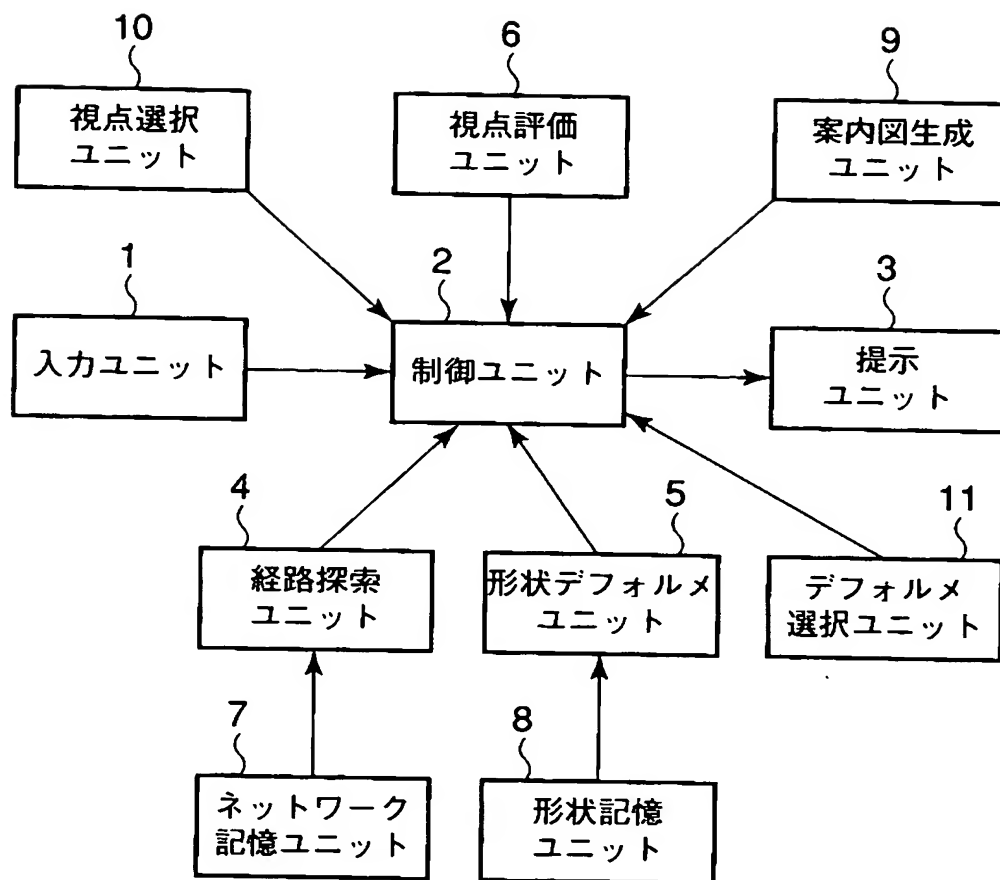 10
視点選択
ユニット
6
視点評価
ユニット
9
案内図生成
ユニット
1
入力ユニット
2
制御ユニット
3
提示
ユニット
4
経路探索
ユニット
5
形状デフォルメ
ユニット
11
デフォルメ
選択ユニット
7
ネットワーク
記憶ユニット
8
形状記憶
ユニット